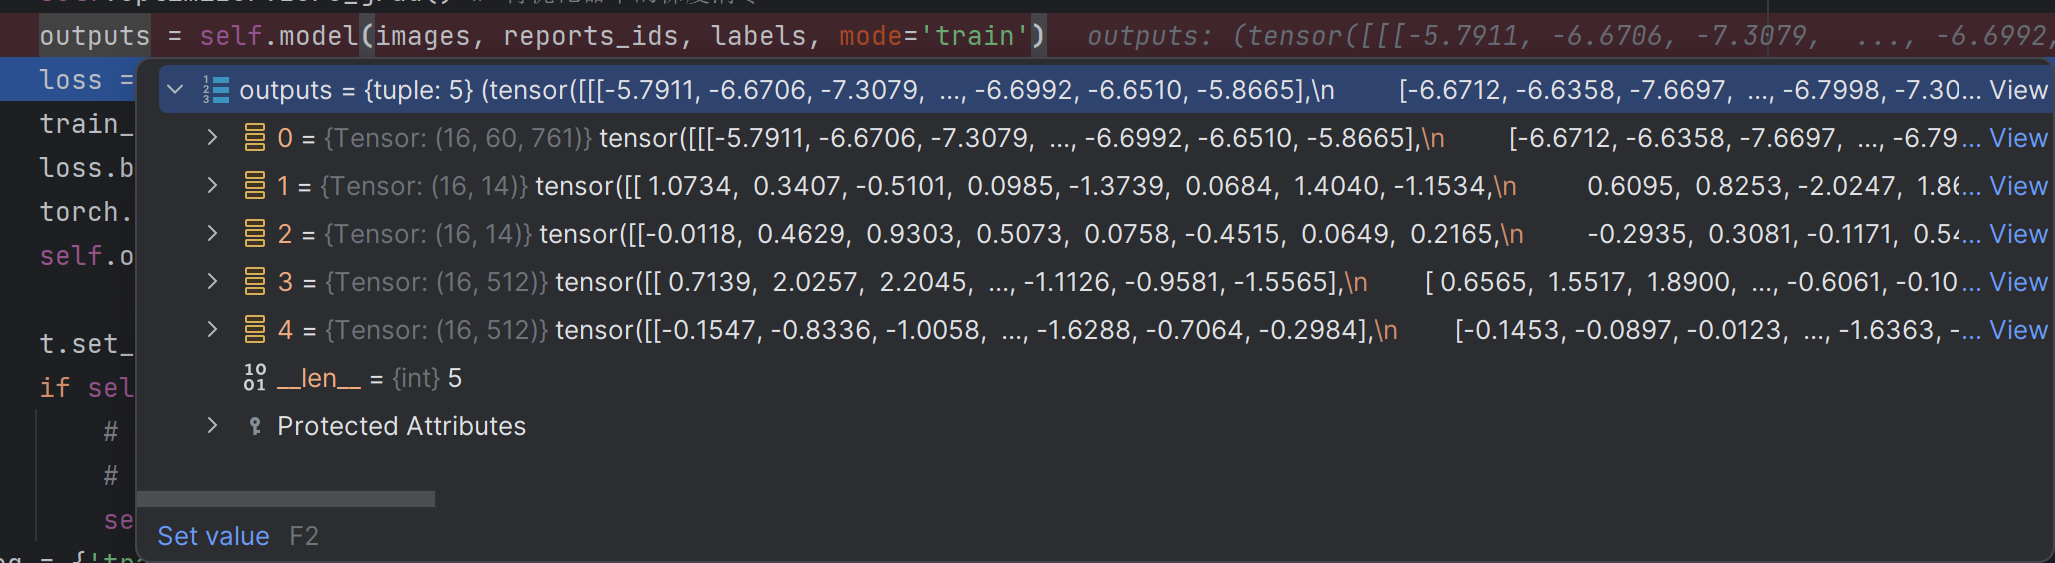 outputs = self.model(images, reports_ids, labels, mode='train') outputs: (tensor([[[-5.7911, -6.6706, -7.3079, ..., -6.6992,
loss =
outputs = {tuple: 5} (tensor([[[-5.7911, -6.6706, -7.3079, ..., -6.6992, -6.6510, -5.8665],\n [-6.6712, -6.6358, -7.6697, ..., -6.7998, -7.30... View
train_
0 = {Tensor: (16, 60, 761)} tensor([[[-5.7911, -6.6706, -7.3079, ..., -6.6992, -6.6510, -5.8665],\n [-6.6712, -6.6358, -7.6697, ..., -6.79... View
loss.b
1 = {Tensor: (16, 14)} tensor([[ 1.0734, 0.3407, -0.5101, 0.0985, -1.3739, 0.0684, 1.4040, -1.1534,\n 0.6095, 0.8253, -2.0247, 1.86... View
torch.
2 = {Tensor: (16, 14)} tensor([[-0.0118, 0.4629, 0.9303, 0.5073, 0.0758, -0.4515, 0.0649, 0.2165,\n -0.2935, 0.3081, -0.1171, 0.54... View
self.o
3 = {Tensor: (16, 512)} tensor([[ 0.7139, 2.0257, 2.2045, ..., -1.1126, -0.9581, -1.5565],\n [ 0.6565, 1.5517, 1.8900, ..., -0.6061, -0.10... View
4 = {Tensor: (16, 512)} tensor([[-0.1547, -0.8336, -1.0058, ..., -1.6288, -0.7064, -0.2984],\n [-0.1453, -0.0897, -0.0123, ..., -1.6363, -... View
t.set_
10
01 __len__ = {int} 5
if sel
Protected Attributes
#
#
se
Set value F2